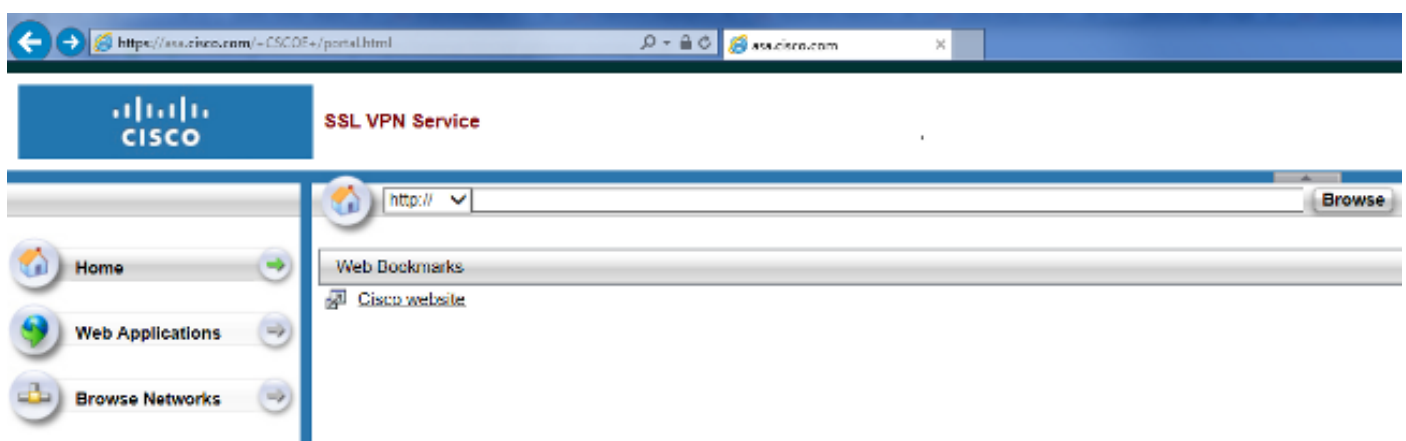 https://asa.cisco.com/+CSCOE+/portal.html
asa.cisco.com
CISCO
SSL VPN Service
http://
Browse
Home
Web Applications
Browse Networks
Web Bookmarks
Cisco website